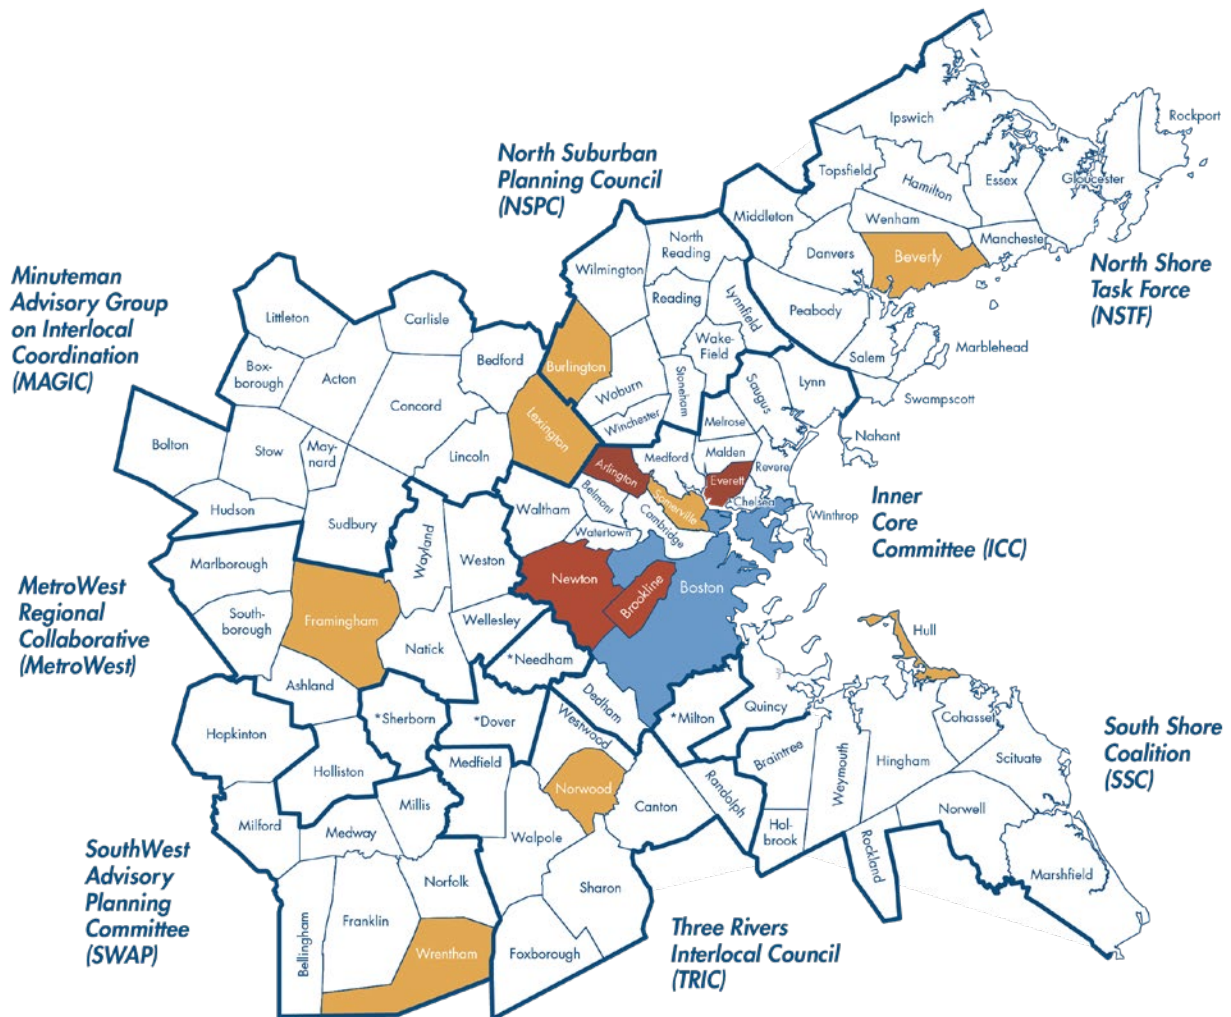 Ipswich
Rockport
North Suburban
Planning Council
(NSPC)
Topsfield
Hamilton
Essex
Gloucester
Middleton
Wenham
Manchester
North
Reading
Danvers
Beverly
North Shore
Task Force
(NSTF)
Minuteman
Advisory Group
on Interlocal
Coordination
(MAGIC)
Wilmington
Reading
Lynnfield
Peabody
Littleton
Carlisle
Bedford
Burlington
Wake-
Field
Salem
Marblehead
Box-
borough
Acton
Woburn
Stoneham
Saugus
Lynn
Swampscott
Concord
Lexington
Winchester
Melrose
Nahant
Bolton
Stow
May-
nard
Lincoln
Arlington
Medford
Malden
Revere
Everett
Hudson
Sudbury
Waltham
Belmont
Somerville
Chelsea
Winthrop
Inner
Core
Committee (ICC)
Watertown
Cambridge
Marlborough
Wayland
Weston
Newton
Brookline
Boston
MetroWest
Regional
Collaborative
(MetroWest)
South-
borough
Framingham
Natick
Wellesley
*Needham
Hull
Ashland
*Sherborn
*Dover
Dedham
*Milton
Quincy
Cohasset
South Shore
Coalition
(SSC)
Hopkinton
Holliston
Medfield
Westwood
Braintree
Weymouth
Hingham
Scituate
Norwood
Randolph
Milford
Medway
Millis
Canton
Norwell
Walpole
Hol-
brook
Rockland
SouthWest
Advisory
Planning
Committee
(SWAP)
Norfolk
Sharon
Marshfield
Bellingham
Franklin
Wrentham
Foxborough
Three Rivers
Interlocal Council
(TRIC)